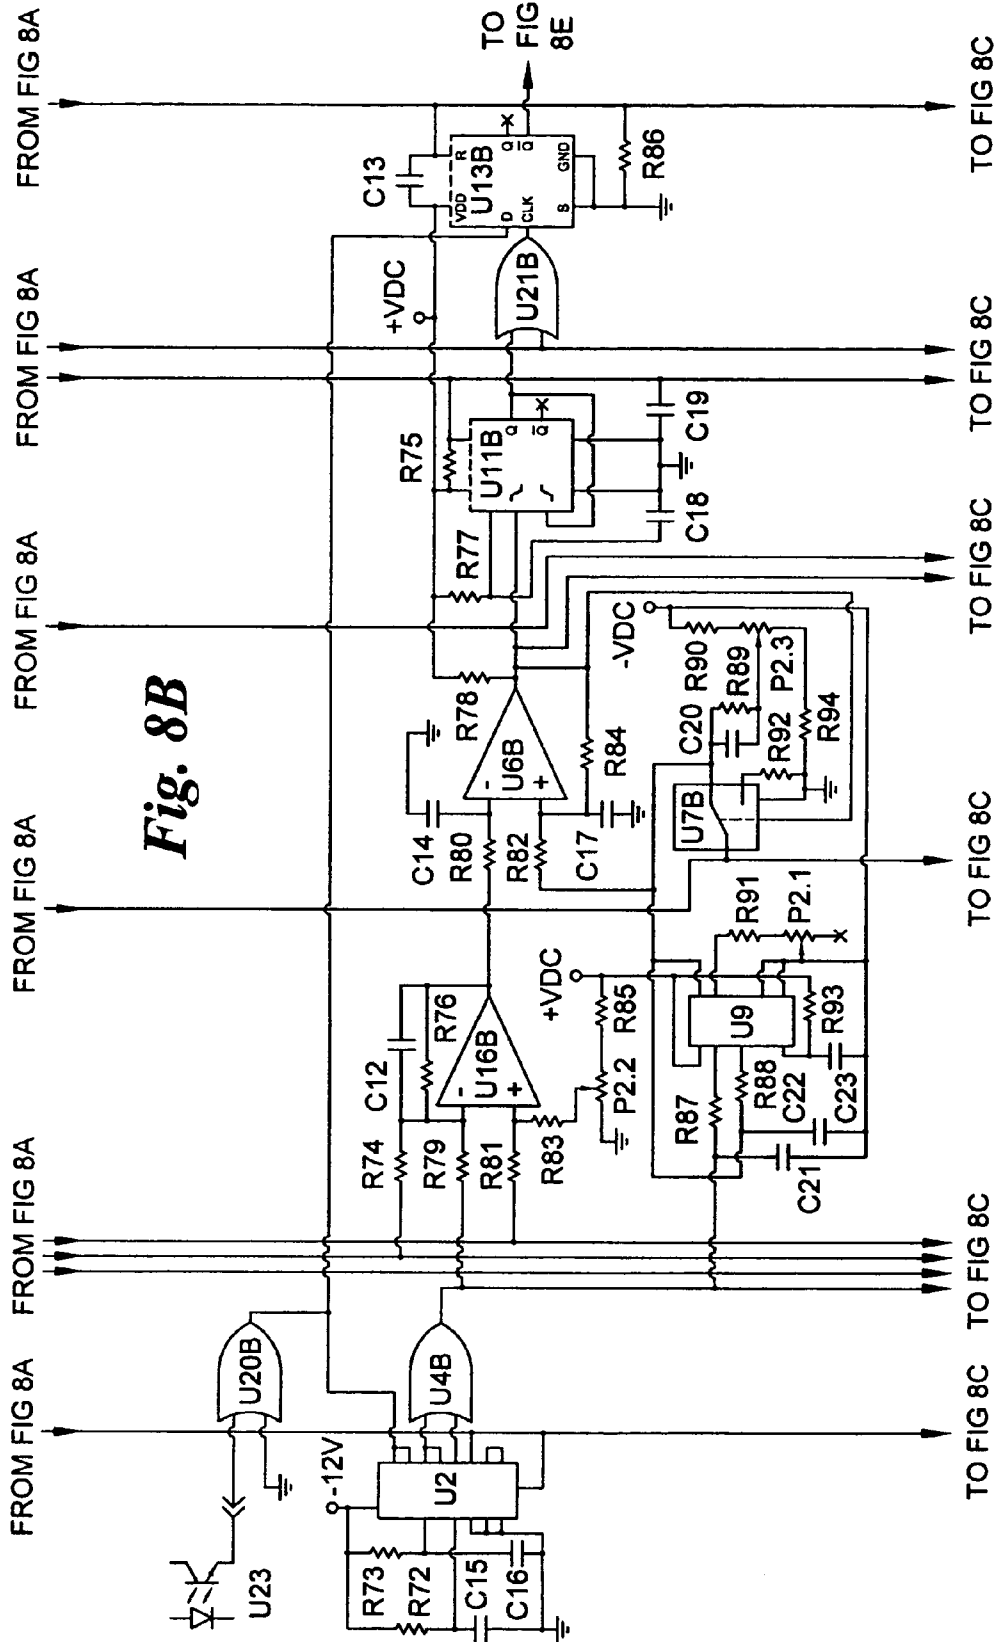 FROM FIG 8A
FROM FIG 8A
FROM FIG 8A
FROM FIG 8A
FROM FIG 8A
FROM FIG 8A
Fig. 8B
U23
U20B
-12V
R73
R72
C15
C16
U2
U4B
R74
R79
R81
C12
R76
U16B
- +
R83
P2.2
R85
+VDC
C14
R80
R82
C17
U6B
- +
R78
R84
R77
R75
U11B
Q
Q
C18
C19
+VDC
U21B
C13
VDD
R
U13B
D
CLK
Q
Q
S
GND
R86
TO
FIG
8E
R87
R88
C21
C22
C23
U9
R93
R91
P2.1
U7B
C20
R92
R94
R89
R90
P2.3
-VDC
TO FIG 8C
TO FIG 8C
TO FIG 8C
TO FIG 8C
TO FIG 8C
TO FIG 8C